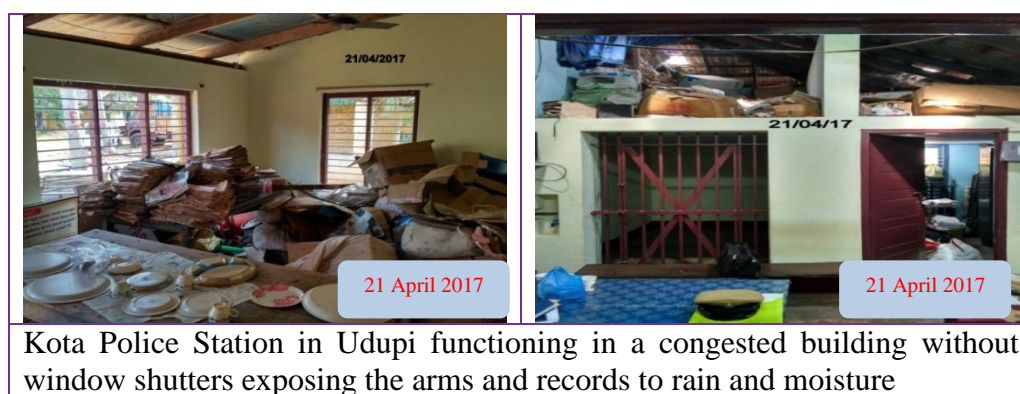 21/04/2017
21 April 2017
21/04/17
21 April 2017
Kota Police Station in Udupi functioning in a congested building without
window shutters exposing the arms and records to rain and moisture